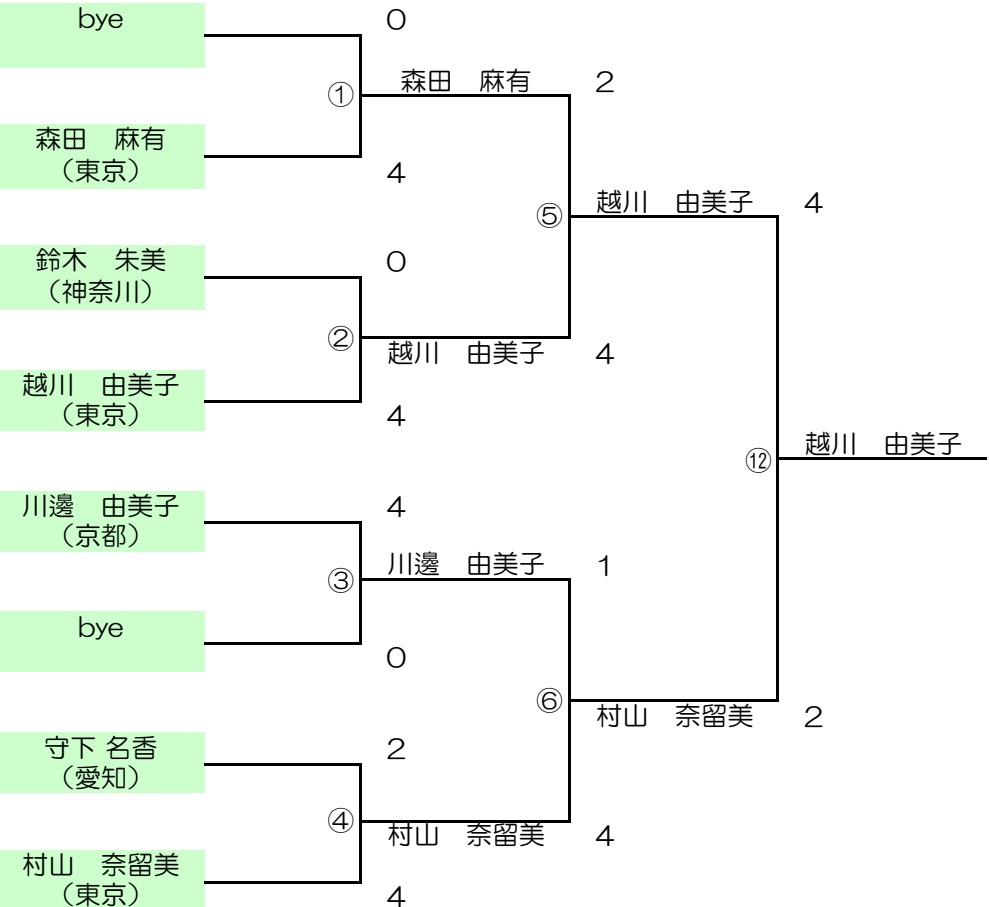 bye
0
①
森田　麻有
2
森田　麻有
（東京）
4
⑤
越川　由美子
4
鈴木　朱美
（神奈川）
0
②
越川　由美子
4
越川　由美子
（東京）
4
⑫
越川　由美子
川邊　由美子
（京都）
4
③
川邊　由美子
1
bye
0
⑥
村山　奈留美
2
守下 名香
（愛知）
2
④
村山　奈留美
4
村山　奈留美
（東京）
4